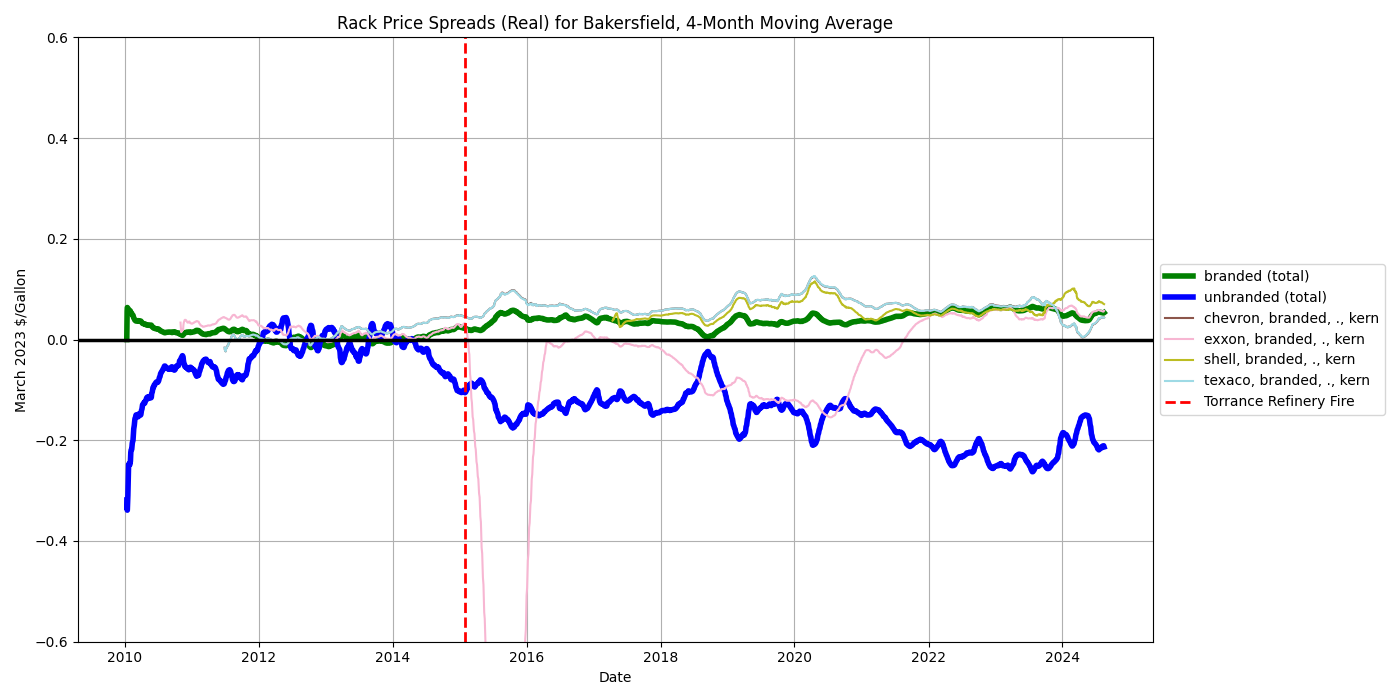 Rack Price Spreads (Real) for Bakersfield, 4-Month Moving Average
March 2023 $/Gallon
0.6
0.4
0.2
0.0
−0.2
−0.4
−0.6
2010 2012 2014 2016 2018 2020 2022 2024
Date
branded (total)
unbranded (total)
chevron, branded, ., kern
exxon, branded, ., kern
shell, branded, ., kern
texaco, branded, ., kern
Torrance Refinery Fire